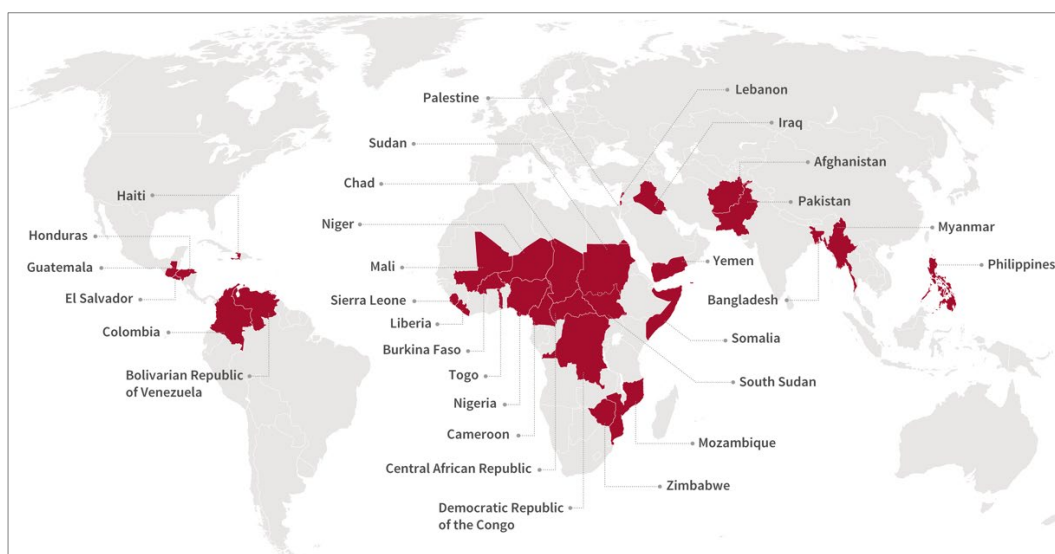 Palestine
Lebanon
Sudan
Iraq
Chad
Afghanistan
Haiti
Pakistan
Niger
Honduras
Myanmar
Guatemala
Mali
Yemen
Philippines
El Salvador
Sierra Leone
Bangladesh
Colombia
Liberia
Somalia
Burkina Faso
Bolivarian Republic
of Venezuela
Togo
South Sudan
Nigeria
Cameroon
Mozambique
Central African Republic
Zimbabwe
Democratic Republic
of the Congo